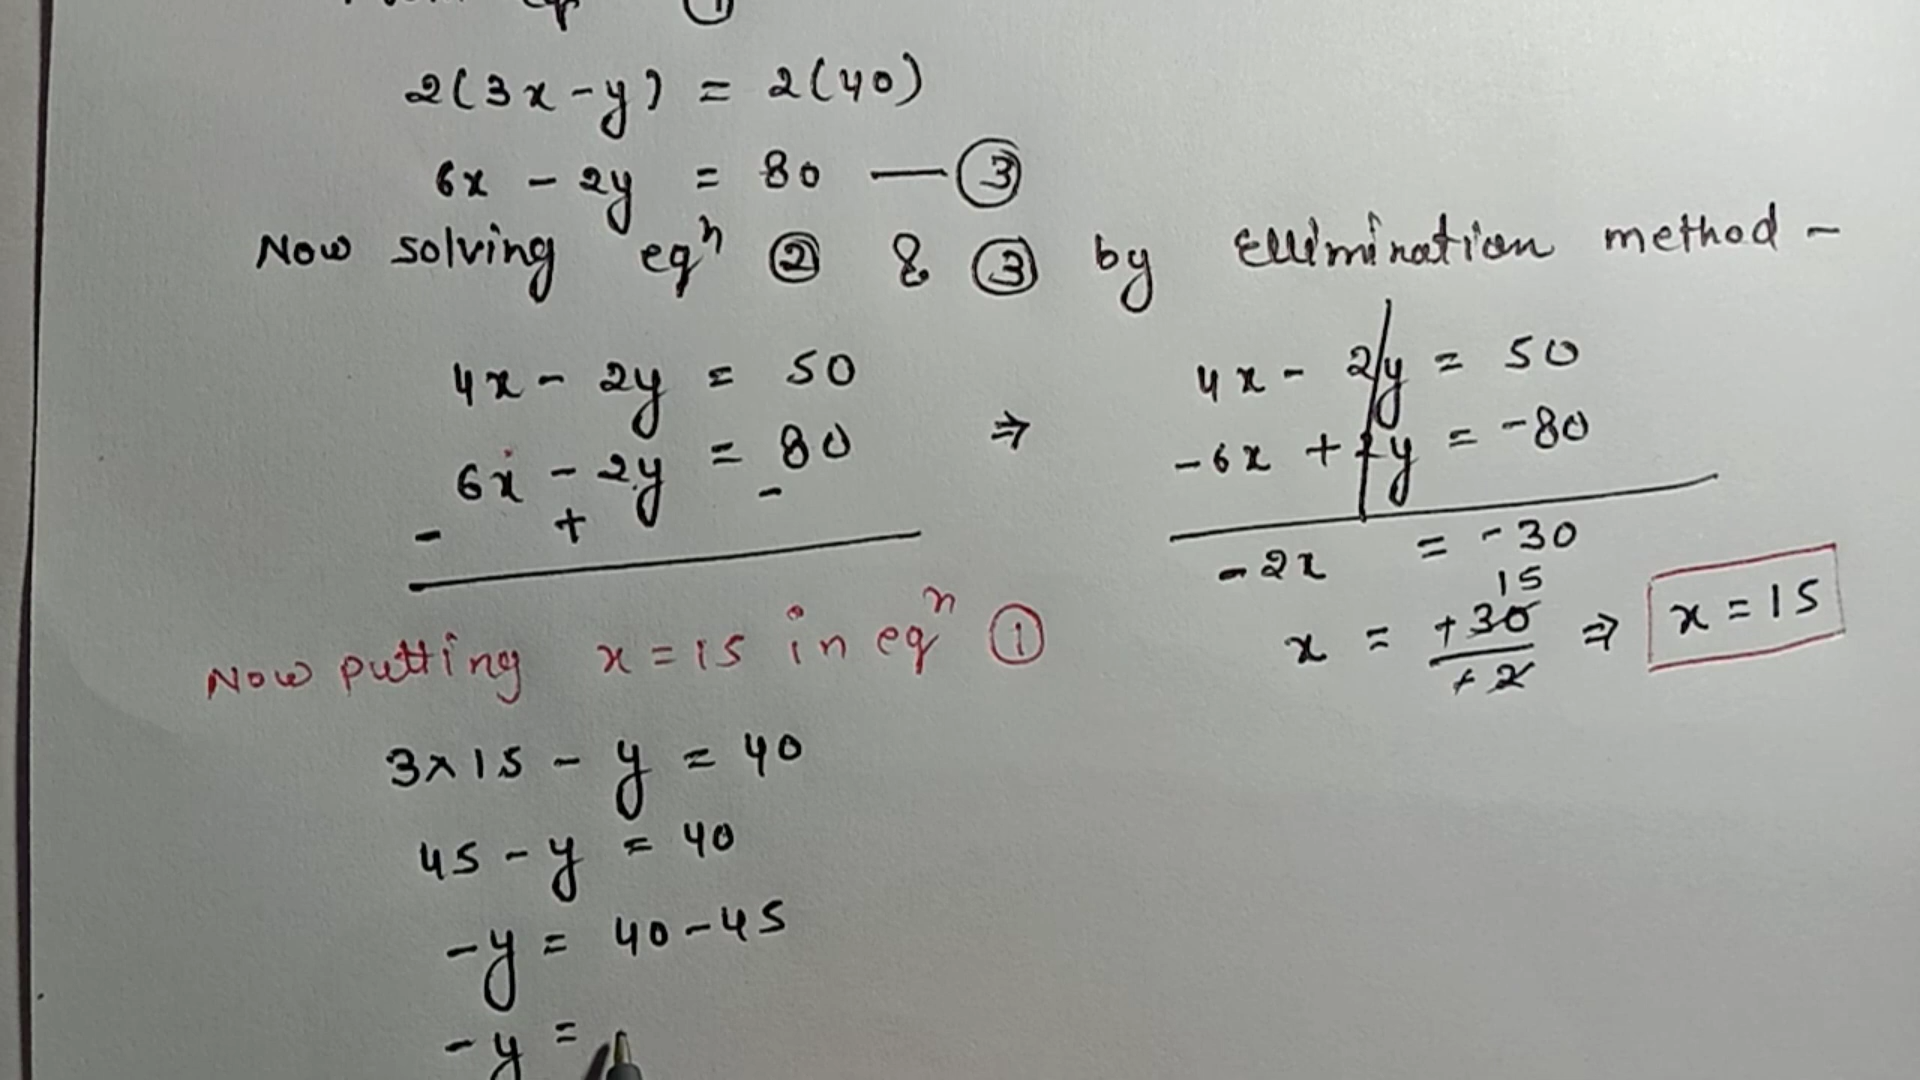 eq ①
2(3x-y) = 2(40)
6x - 2y = 80 — ③
Now solving eqⁿ ② & ③ by Ellimination method -
4x - 2y = 50 ⇒ 4x - 2y = 50
6x - 2y = 80 -6x + 2y = -80
- + -
-2x = -30
15
x = +30/+2 ⇒ x = 15
Now putting x = 15 in eqⁿ ①
3×15 - y = 40
45 - y = 40
-y = 40-45
-y =